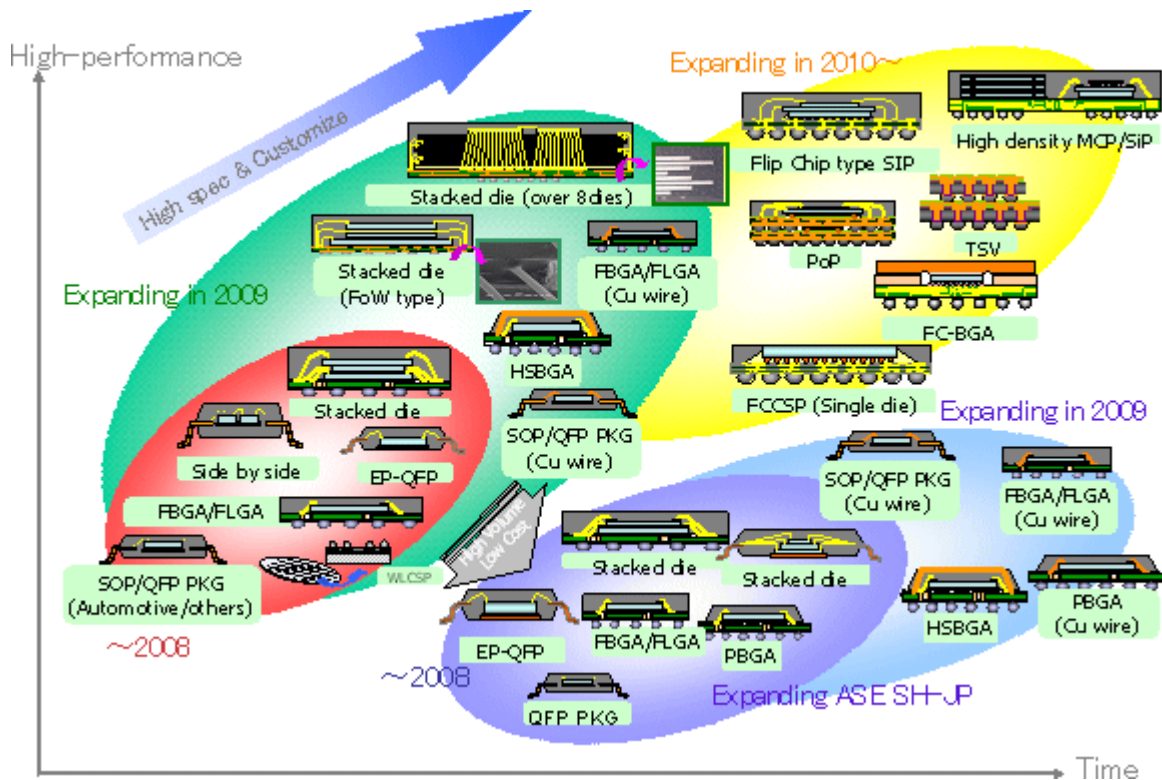 High-performance
High spec & Customize
Expanding in 2010～
Flip Chip type SIP
High density MCP/SiP
Stacked die (over 8dies)
PoP
TSV
Stacked die
(FoW type)
FBGA/FLGA
(Cu wire)
Expanding in 2009
FC-BGA
HSBGA
FCCSP (Single die)
Expanding in 2009
Stacked die
SOP/QFP PKG
(Cu wire)
Side by side
EP-QFP
SOP/QFP PKG
(Cu wire)
FBGA/FLGA
(Cu wire)
FBGA/FLGA
High Volume
Low Cost
WLCSP
SOP/QFP PKG
(Automotive/others)
Stacked die
Stacked die
HSBGA
PBGA
(Cu wire)
～2008
～2008
EP-QFP
FBGA/FLGA
PBGA
Expanding ASE SH-JP
QFP PKG
Time